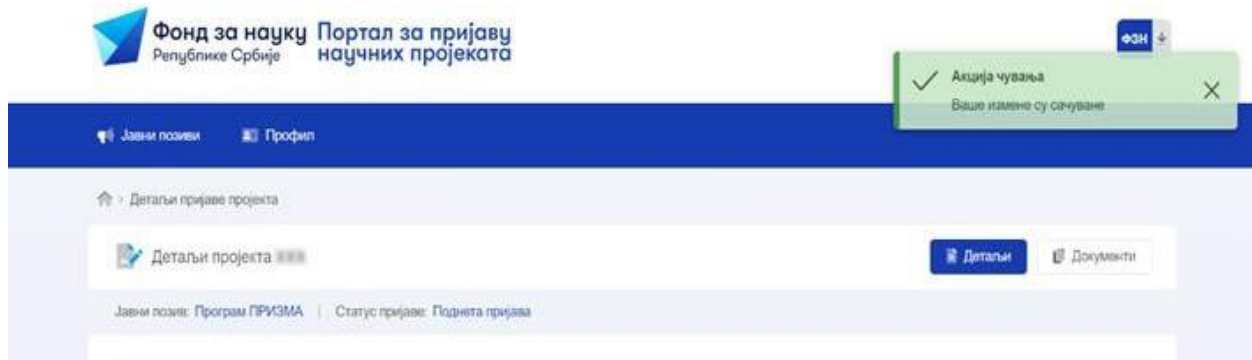 Фонд за науку
Републике Србије
Портал за пријаву
научних пројеката
ФЗН
Акција чувања
Ваше измене су сачуване
Јавни позиви
Профил
Детаљи пријаве пројекта
Детаљи пројекта
Детаљи
Документи
Јавни позив: Програм ПРИЗМА | Статус пријаве: Поднета пријава